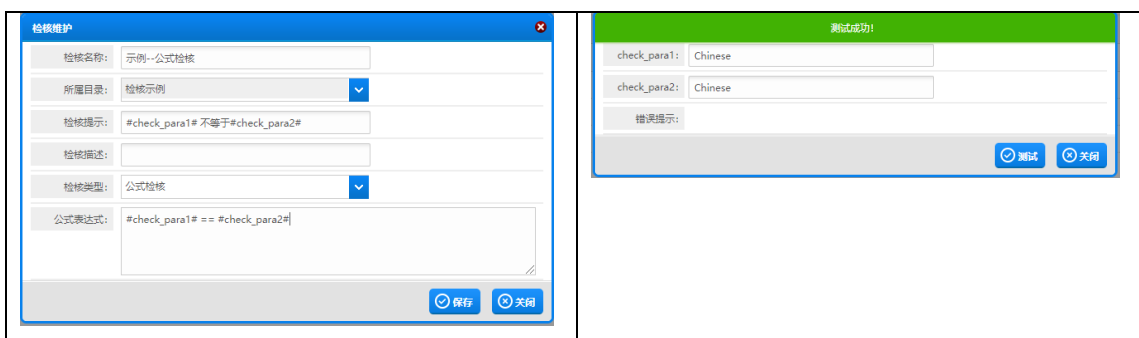 检核维护
检核名称: 示例--公式检核
所属目录: 检核示例
检核提示: #check_para1# 不等于#check_para2#
检核描述:
检核类型: 公式检核
公式表达式: #check_para1# == #check_para2#
保存 关闭
测试成功!
check_para1: Chinese
check_para2: Chinese
错误提示:
测试 关闭